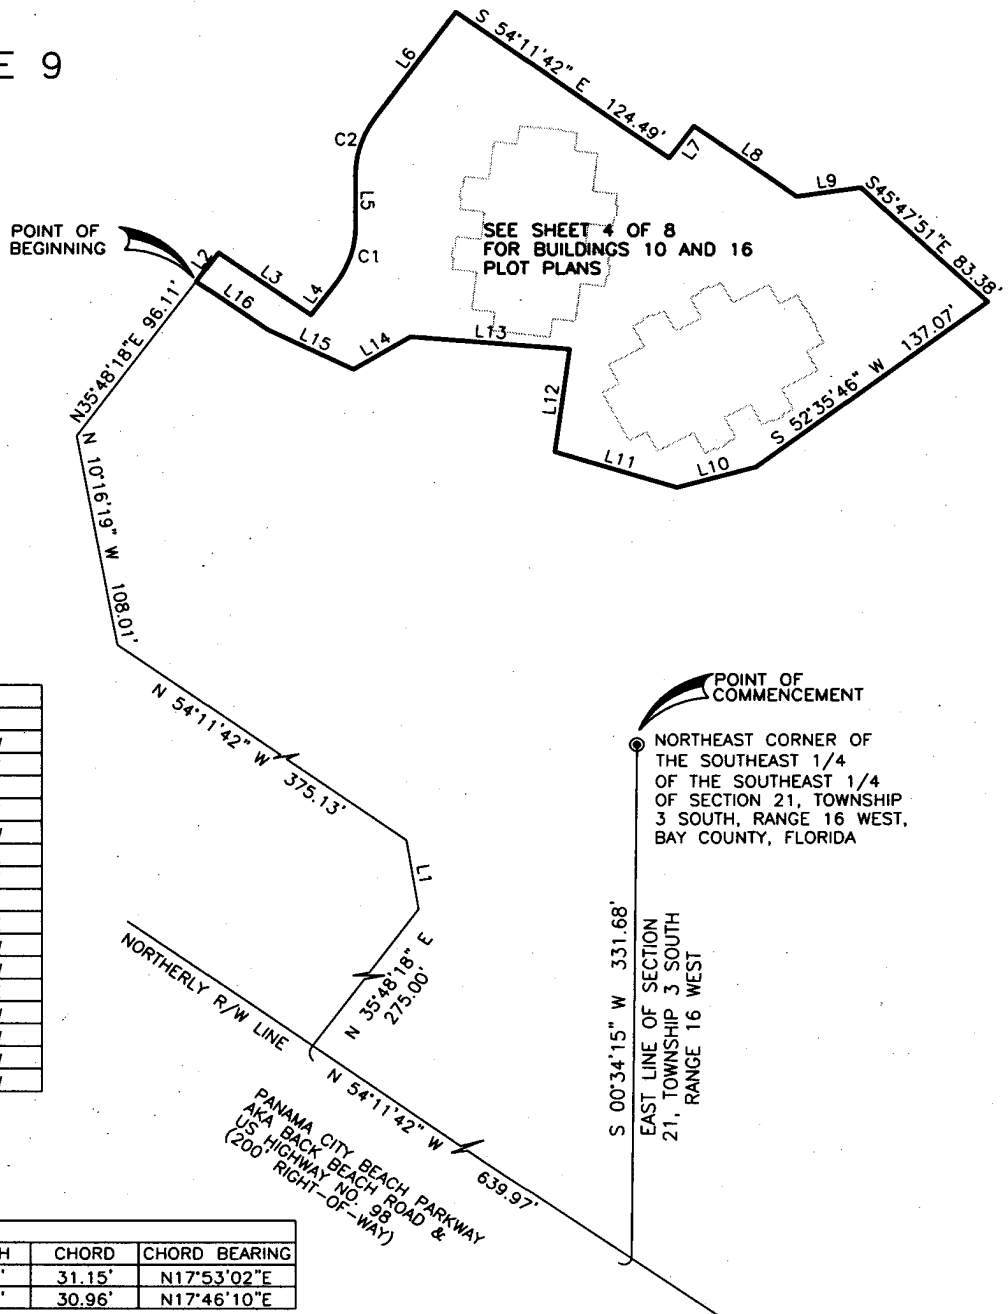 E 9
L6
S 54°11'42" E
124.49'
L7
L8
L9
S45°47'51"E 83.38'
C2
L5
C1
POINT OF
BEGINNING
L2
L3
L4
SEE SHEET 4 OF 8
FOR BUILDINGS 10 AND 16
PLOT PLANS
L16
L15
L14
L13
L12
L11
L10
S 52°35'46" W
137.07'
N35°48'18"E 96.11'
N 10°16'19" W 108.01'
N 54°11'42" W
375.13'
L1
N 35°48'18" E
275.00'
NORTHERLY R/W LINE
N 54°11'42" W
639.97'
PANAMA CITY BEACH PARKWAY
AKA BACK BEACH ROAD &
US HIGHWAY NO. 98
(200' RIGHT-OF-WAY)
POINT OF
COMMENCEMENT
NORTHEAST CORNER OF
THE SOUTHEAST 1/4
OF THE SOUTHEAST 1/4
OF SECTION 21, TOWNSHIP
3 SOUTH, RANGE 16 WEST,
BAY COUNTY, FLORIDA
S 00°34'15" W 331.68'
EAST LINE OF SECTION
21, TOWNSHIP 3 SOUTH
RANGE 16 WEST
H CHORD CHORD BEARING
' 31.15' N17°53'02"E
' 30.96' N17°46'10"E